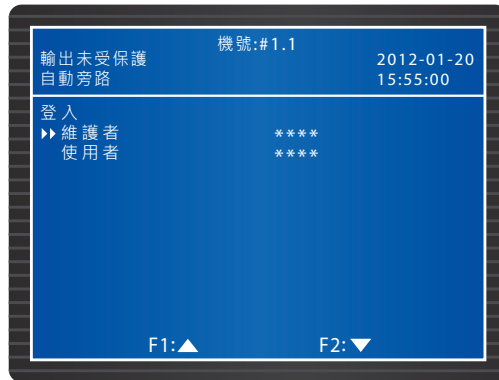 機號:#1.1
輸出未受保護 2012-01-20
自動旁路 15:55:00
登入
維護者 ****
使用者 ****
F1: F2: